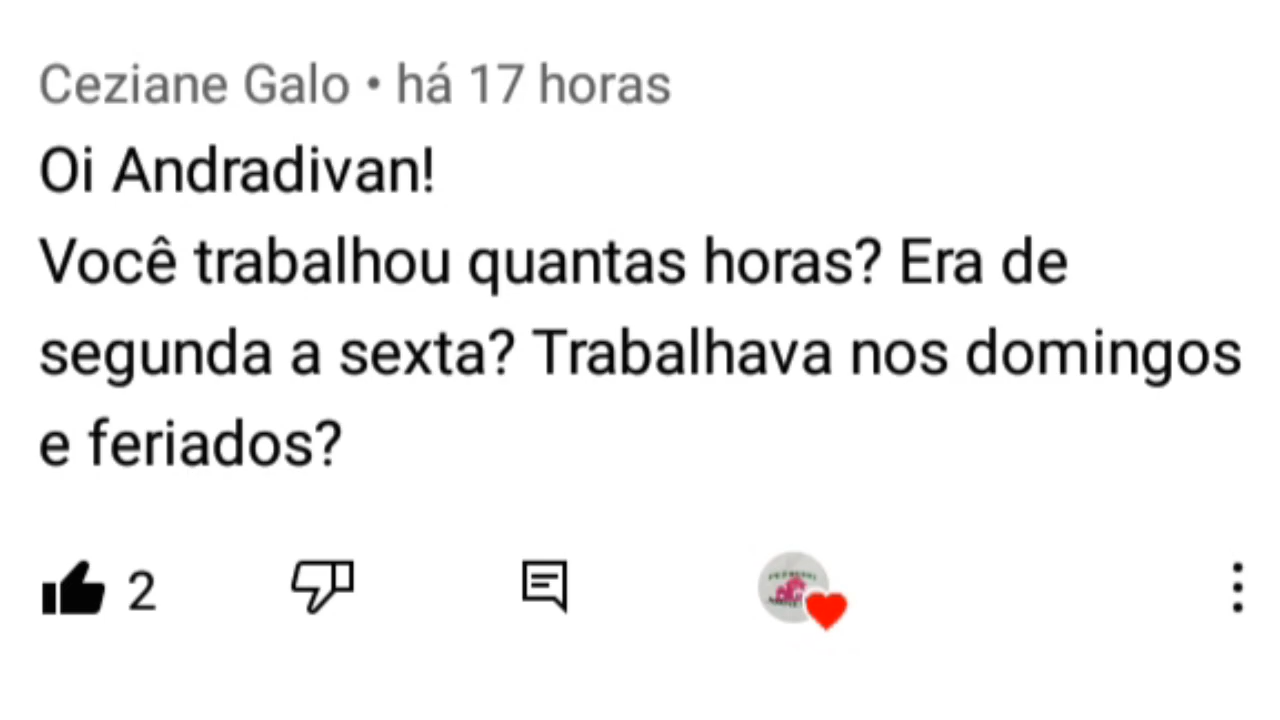 Ceziane Galo • há 17 horas
Oi Andradivan!
Você trabalhou quantas horas? Era de
segunda a sexta? Trabalhava nos domingos
e feriados?
2